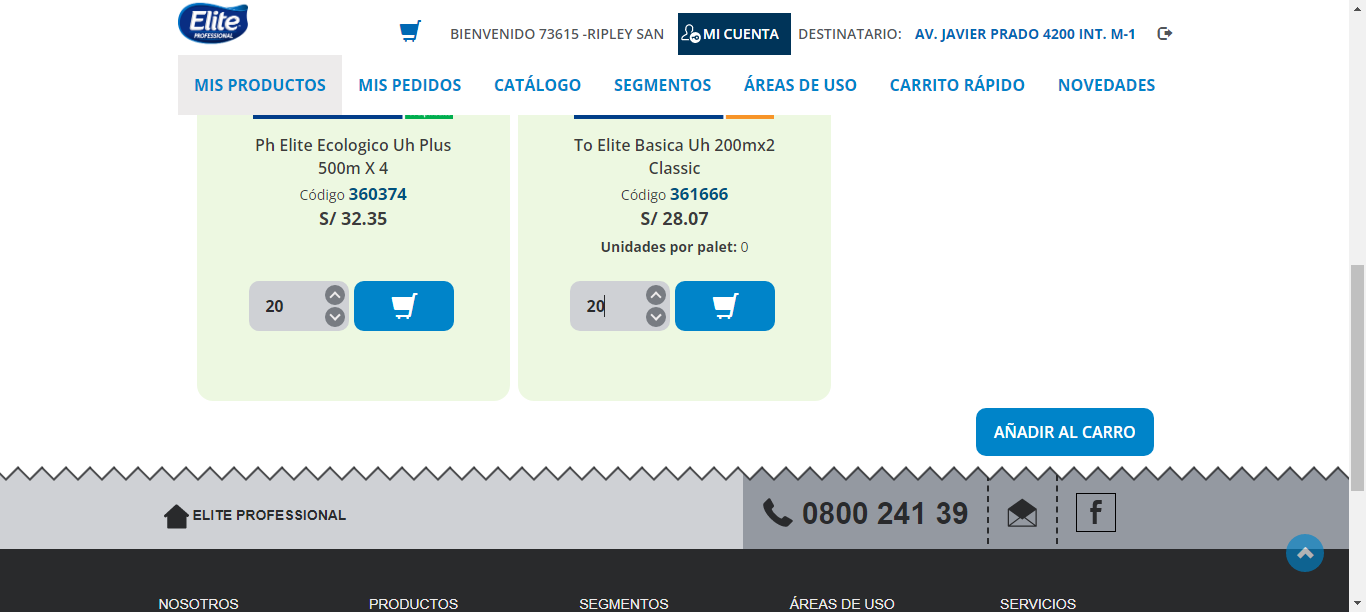 Elite
PROFESSIONAL
BIENVENIDO 73615 -RIPLEY SAN
MI CUENTA
DESTINATARIO: AV. JAVIER PRADO 4200 INT. M-1
MIS PRODUCTOS
MIS PEDIDOS
CATÁLOGO
SEGMENTOS
ÁREAS DE USO
CARRITO RÁPIDO
NOVEDADES
Ph Elite Ecologico Uh Plus
500m X 4
Código 360374
S/ 32.35
20
To Elite Basica Uh 200mx2
Classic
Código 361666
S/ 28.07
Unidades por palet: 0
20
AÑADIR AL CARRO
ELITE PROFESSIONAL
0800 241 39
f
NOSOTROS
PRODUCTOS
SEGMENTOS
ÁREAS DE USO
SERVICIOS